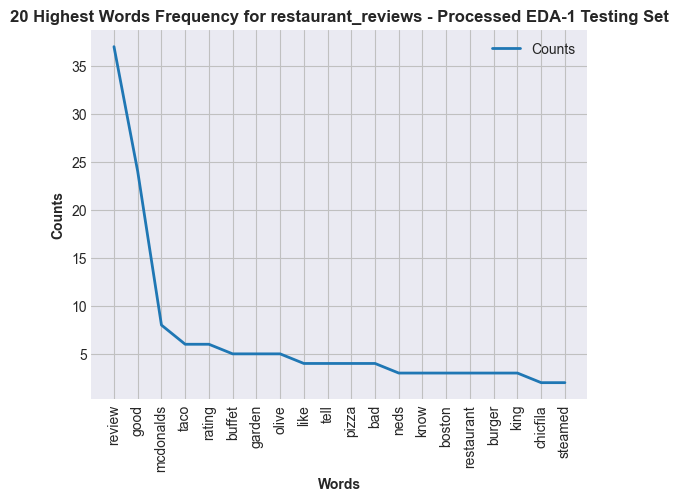 20 Highest Words Frequency for restaurant_reviews - Processed EDA-1 Testing Set
Counts
35
30
25
20
15
10
5
Counts
review
good
mcdonalds
taco
rating
buffet
garden
olive
like
tell
pizza
bad
neds
know
boston
restaurant
burger
king
chicfila
steamed
Words